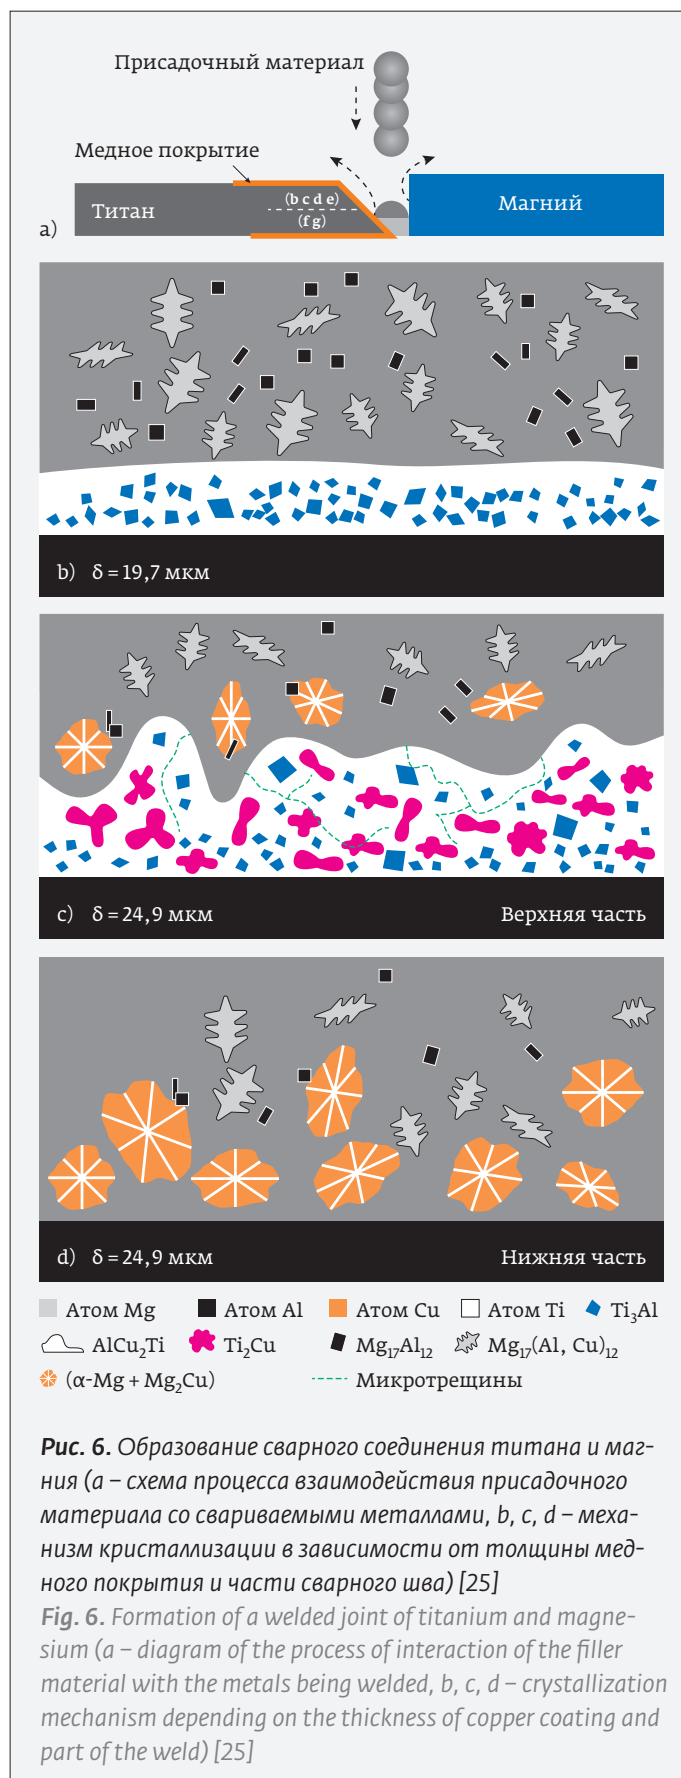 Присадочный материал
Медное покрытие
Титан
(b c d e)
(f g)
Магний
a)
b) δ = 19,7 мкм
c) δ = 24,9 мкм Верхняя часть
d) δ = 24,9 мкм Нижняя часть
Атом Mg Атом Al Атом Cu Атом Ti Ti₃Al
AlCu₂Ti Ti₂Cu Mg₁₇Al₁₂ Mg₁₇(Al, Cu)₁₂
(α-Mg + Mg₂Cu) Микротрещины
Рис. 6. Образование сварного соединения титана и маг-
ния (a – схема процесса взаимодействия присадочного
материала со свариваемыми металлами, b, c, d – меха-
низм кристаллизации в зависимости от толщины мед-
ного покрытия и части сварного шва) [25]
Fig. 6. Formation of a welded joint of titanium and magne-
sium (a – diagram of the process of interaction of the filler
material with the metals being welded, b, c, d – crystallization
mechanism depending on the thickness of copper coating and
part of the weld) [25]